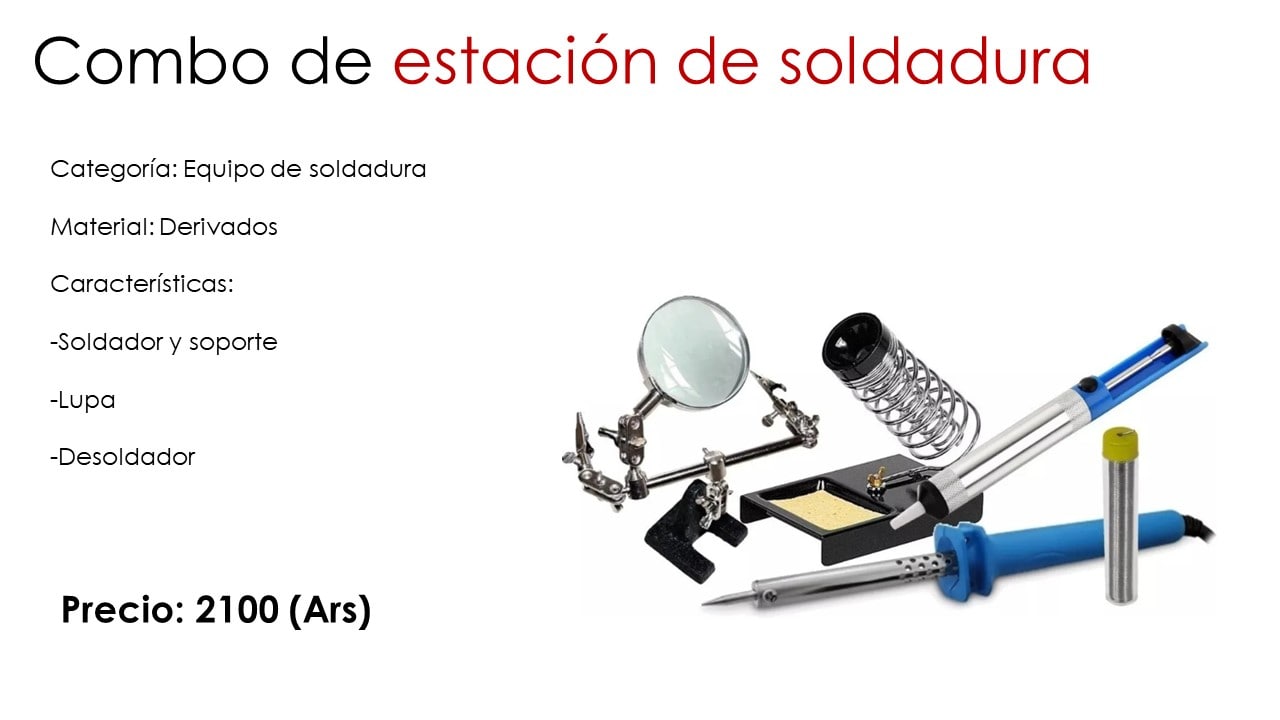 Combo de estación de soldadura
Categoría: Equipo de soldadura
Material: Derivados
Características:
-Soldador y soporte
-Lupa
-Desoldador
Precio: 2100 (Ars)